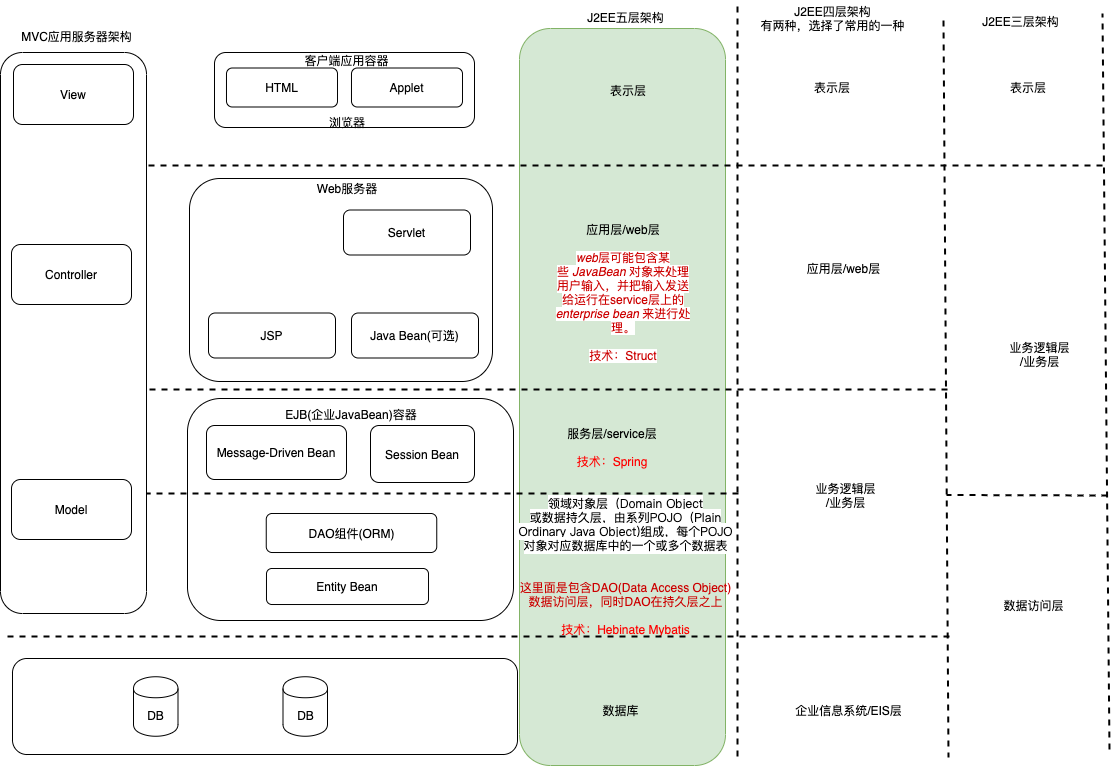 MVC应用服务器架构
View
Controller
Model
客户端应用容器
HTML
Applet
浏览器
Web服务器
Servlet
JSP
Java Bean(可选)
EJB(企业JavaBean)容器
Message-Driven Bean
Session Bean
DAO组件(ORM)
Entity Bean
DB
DB
J2EE五层架构
表示层
应用层/web层
web层可能包含某
些 JavaBean 对象来处理
用户输入，并把输入发送
给运行在service层上的
enterprise bean 来进行处
理。
技术：Struct
服务层/service层
技术：Spring
领域对象层（Domain Object
或数据持久层，由系列POJO（Plain
Ordinary Java Object)组成，每个POJO
对象对应数据库中的一个或多个数据表
这里面是包含DAO(Data Access Object)
数据访问层，同时DAO在持久层之上
技术：Hebinate Mybatis
数据库
J2EE四层架构
有两种，选择了常用的一种
表示层
应用层/web层
业务逻辑层
/业务层
企业信息系统/EIS层
J2EE三层架构
表示层
业务逻辑层
/业务层
数据访问层